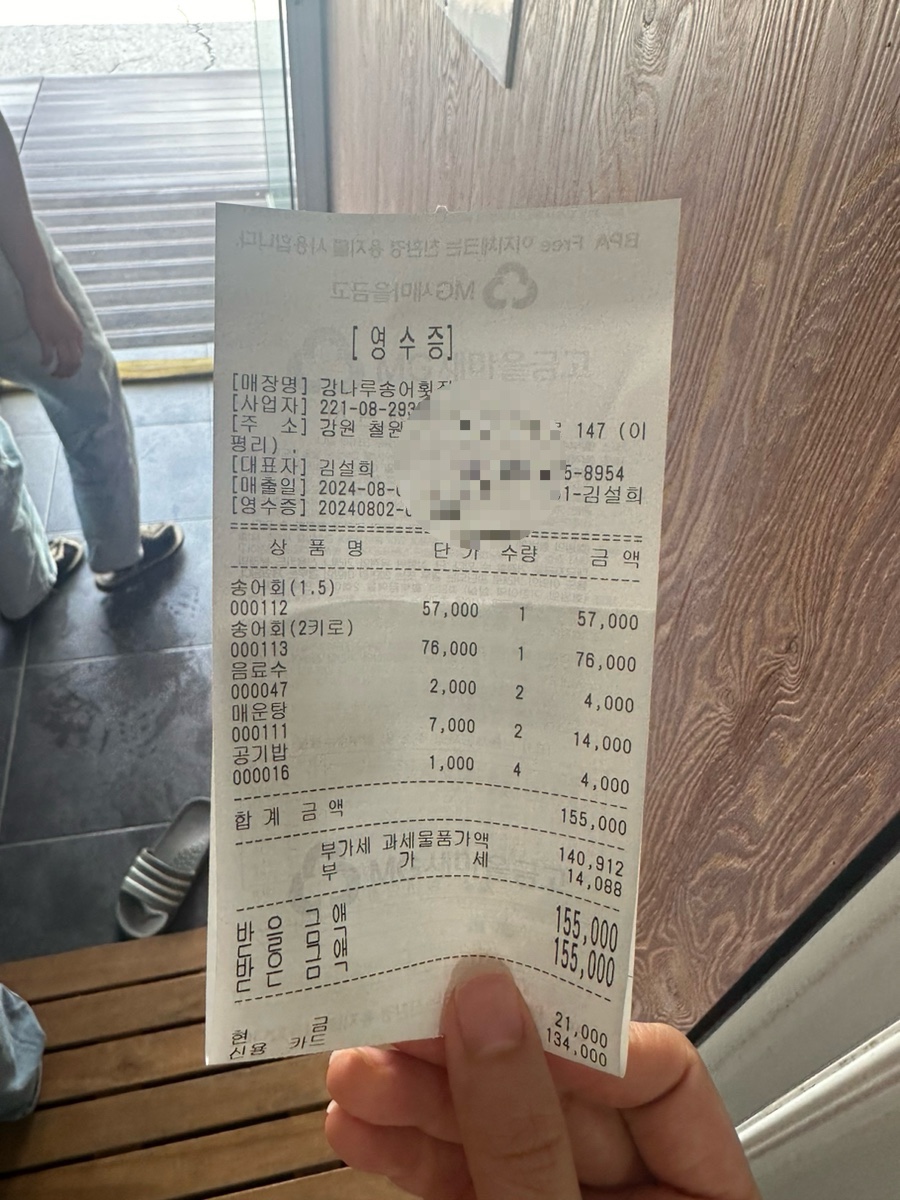 [영수증]
[매장명] 강나루송어횟집
[사업자] 221-08-293
[주 소] 강원 철원 147 (이
평리) .
[대표자] 김설희 5-8954
[매출일] 2024-08-0 1-김설희
[영수증] 20240802-0
상 품 명 단 가 수량 금 액
송어회(1.5)
000112 57,000 1 57,000
송어회(2키로)
000113 76,000 1 76,000
음료수
000047 2,000 2 4,000
매운탕
000111 7,000 2 14,000
공기밥
000016 1,000 4 4,000
합 계 금 액 155,000
부가세 과세물품가액 140,912
부 가 세 14,088
받 을 금 액 155,000
받 은 금 액 155,000
현 금 21,000
신용 카드 134,000